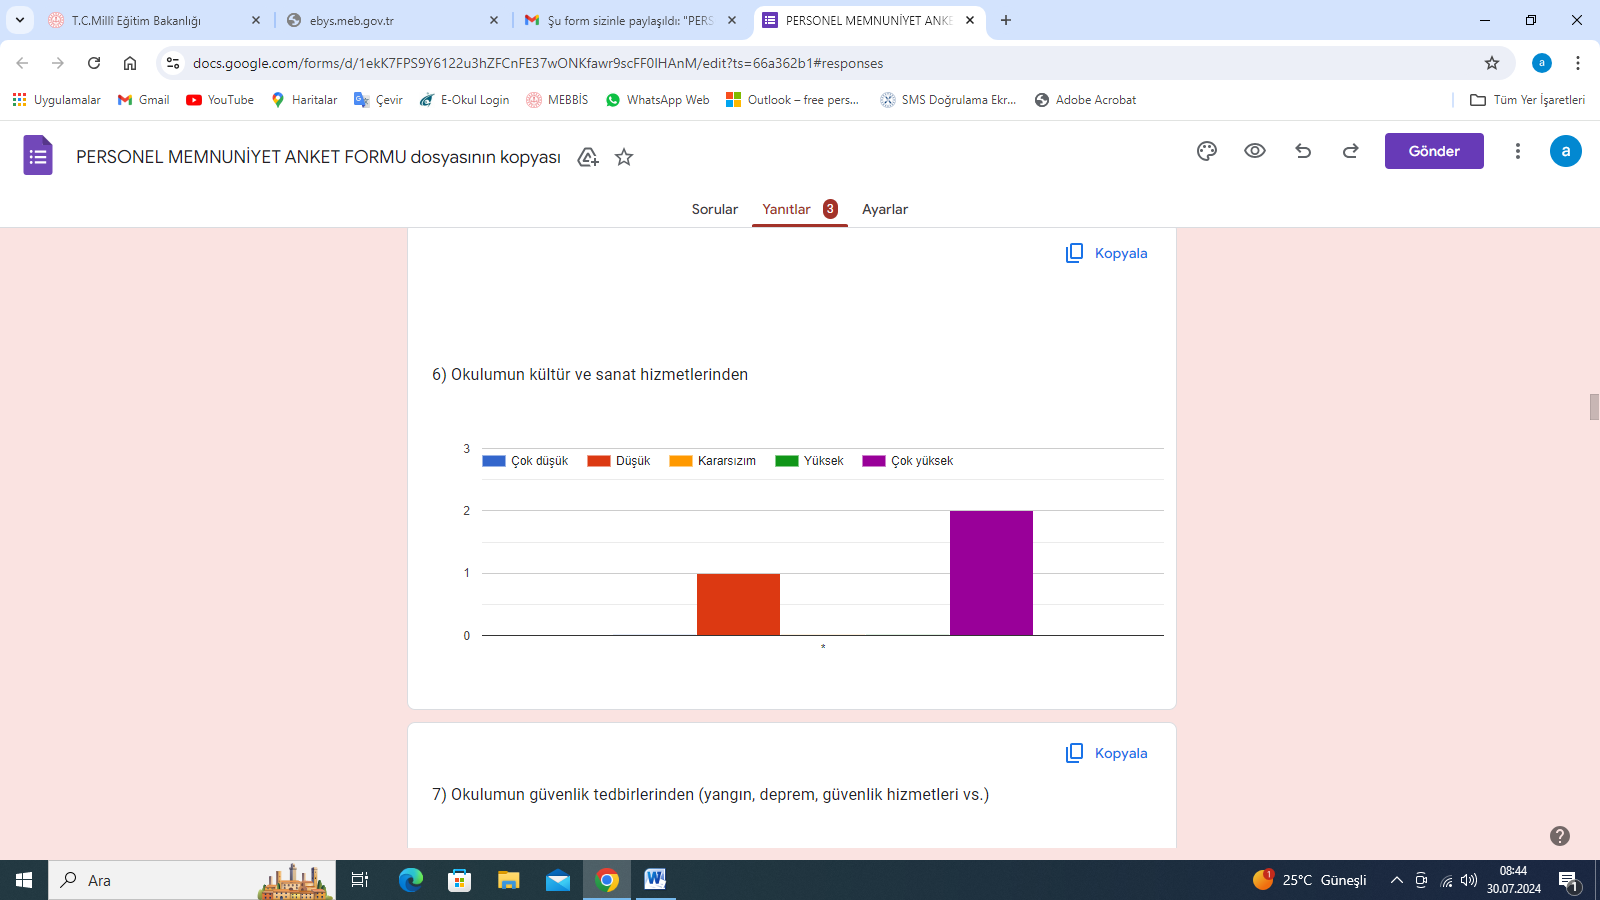 T.C.Millî Eğitim Bakanlığı
ebys.meb.gov.tr
Şu form sizinle paylaşıldı: "PERS
PERSONEL MEMNUNİYET ANKE
docs.google.com/forms/d/1ekK7FPS9Y6122u3hZFCnFE37wONKfawr9scFF0IHAnM/edit?ts=66a362b1#responses
a
Uygulamalar
Gmail
YouTube
Haritalar
Çevir
E-Okul Login
MEBBİS
WhatsApp Web
Outlook – free pers...
SMS Doğrulama Ekr...
Adobe Acrobat
Tüm Yer İşaretleri
PERSONEL MEMNUNİYET ANKET FORMU dosyasının kopyası
Gönder
a
Sorular
Yanıtlar 3
Ayarlar
Kopyala
6) Okulumun kültür ve sanat hizmetlerinden
3
Çok düşük
Düşük
Kararsızım
Yüksek
Çok yüksek
2
1
0
*
Kopyala
7) Okulumun güvenlik tedbirlerinden (yangın, deprem, güvenlik hizmetleri vs.)
Ara
1
25°C Güneşli
08:44
30.07.2024
1